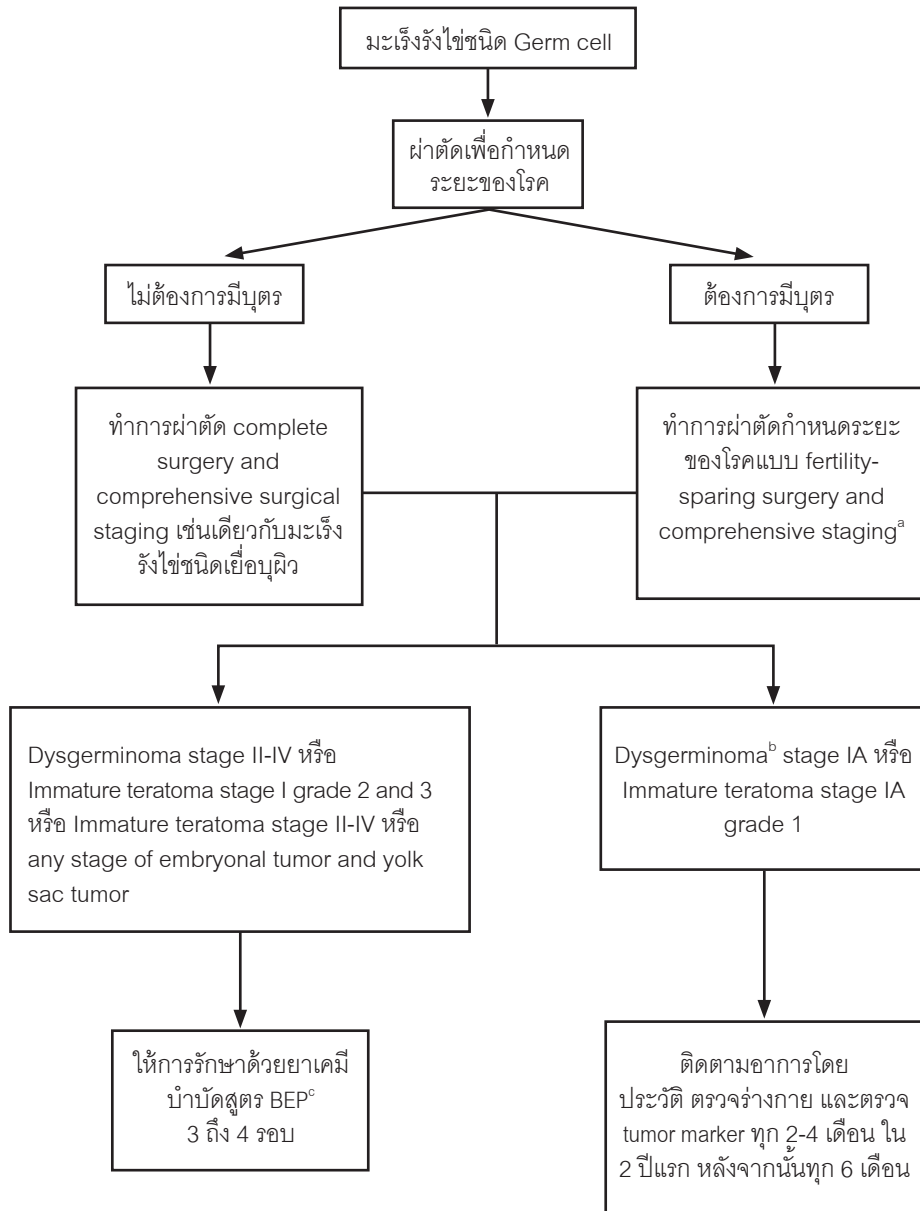 มะเร็งรังไข่ชนิด Germ cell
ผ่าตัดเพื่อกำหนด
ระยะของโรค
ไม่ต้องการมีบุตร
ต้องการมีบุตร
ทำการผ่าตัด complete
surgery and
comprehensive surgical
staging เช่นเดียวกับมะเร็ง
รังไข่ชนิดเยื่อบุผิว
ทำการผ่าตัดกำหนดระยะ
ของโรคแบบ fertility-
sparing surgery and
comprehensive staging^a
Dysgerminoma stage II-IV หรือ
Immature teratoma stage I grade 2 and 3
หรือ Immature teratoma stage II-IV หรือ
any stage of embryonal tumor and yolk
sac tumor
Dysgerminoma^b stage IA หรือ
Immature teratoma stage IA
grade 1
ให้การรักษาด้วยยาเคมี
บำบัดสูตร BEP^c
3 ถึง 4 รอบ
ติดตามอาการโดย
ประวัติ ตรวจร่างกาย และตรวจ
tumor marker ทุก 2-4 เดือน ใน
2 ปีแรก หลังจากนั้นทุก 6 เดือน